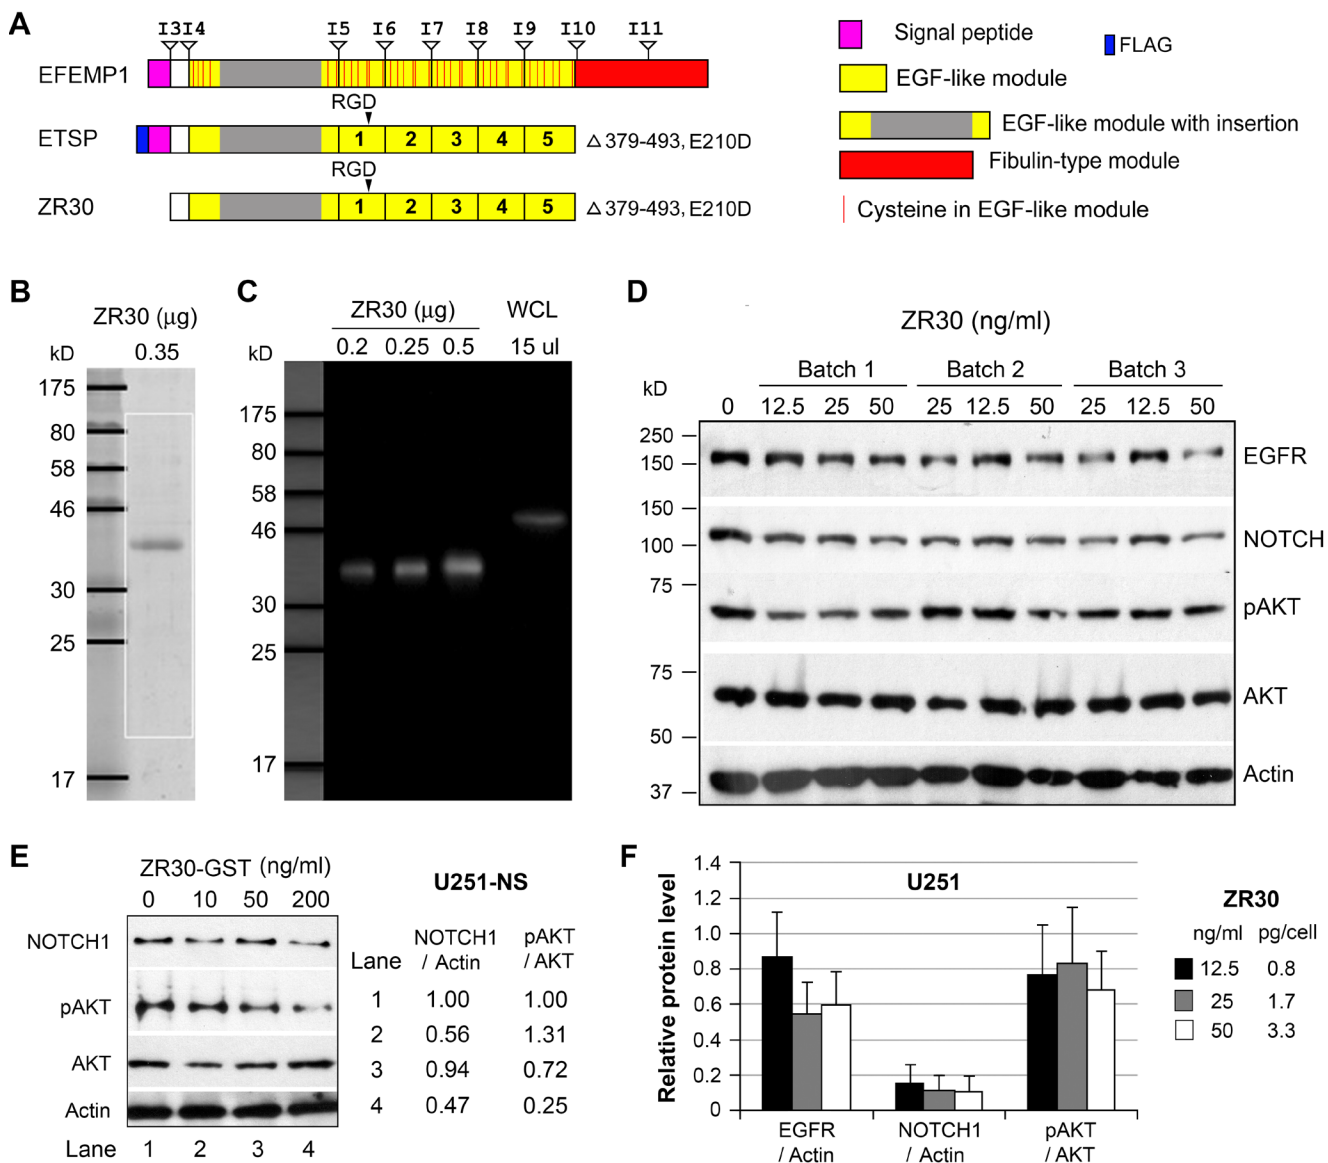 A
I3 I4 I5 I6 I7 I8 I9 I10 I11
EFEMP1
RGD
ETSP 1 2 3 4 5 △ 379-493, E210D
RGD
ZR30 1 2 3 4 5 △ 379-493, E210D
Signal peptide
FLAG
EGF-like module
EGF-like module with insertion
Fibulin-type module
Cysteine in EGF-like module
B
ZR30 (μg)
kD 0.35
175
80
58
46
30
25
17
C
ZR30 (μg) WCL
kD 0.2 0.25 0.5 15 ul
175
80
58
46
30
25
17
D
ZR30 (ng/ml)
Batch 1 Batch 2 Batch 3
kD
0 12.5 25 50 25 12.5 50 25 12.5 50
250
150
EGFR
150
100
NOTCH
75
pAKT
75
AKT
50
Actin
37
E
ZR30-GST (ng/ml)
0 10 50 200
NOTCH1
pAKT
AKT
Actin
Lane 1 2 3 4
U251-NS
NOTCH1 pAKT
Lane / Actin / AKT
1 1.00 1.00
2 0.56 1.31
3 0.94 0.72
4 0.47 0.25
F
Relative protein level
1.4
1.2
1.0
0.8
0.6
0.4
0.2
0
U251
EGFR NOTCH1 pAKT
/ Actin / Actin / AKT
ZR30
ng/ml pg/cell
12.5 0.8
25 1.7
50 3.3